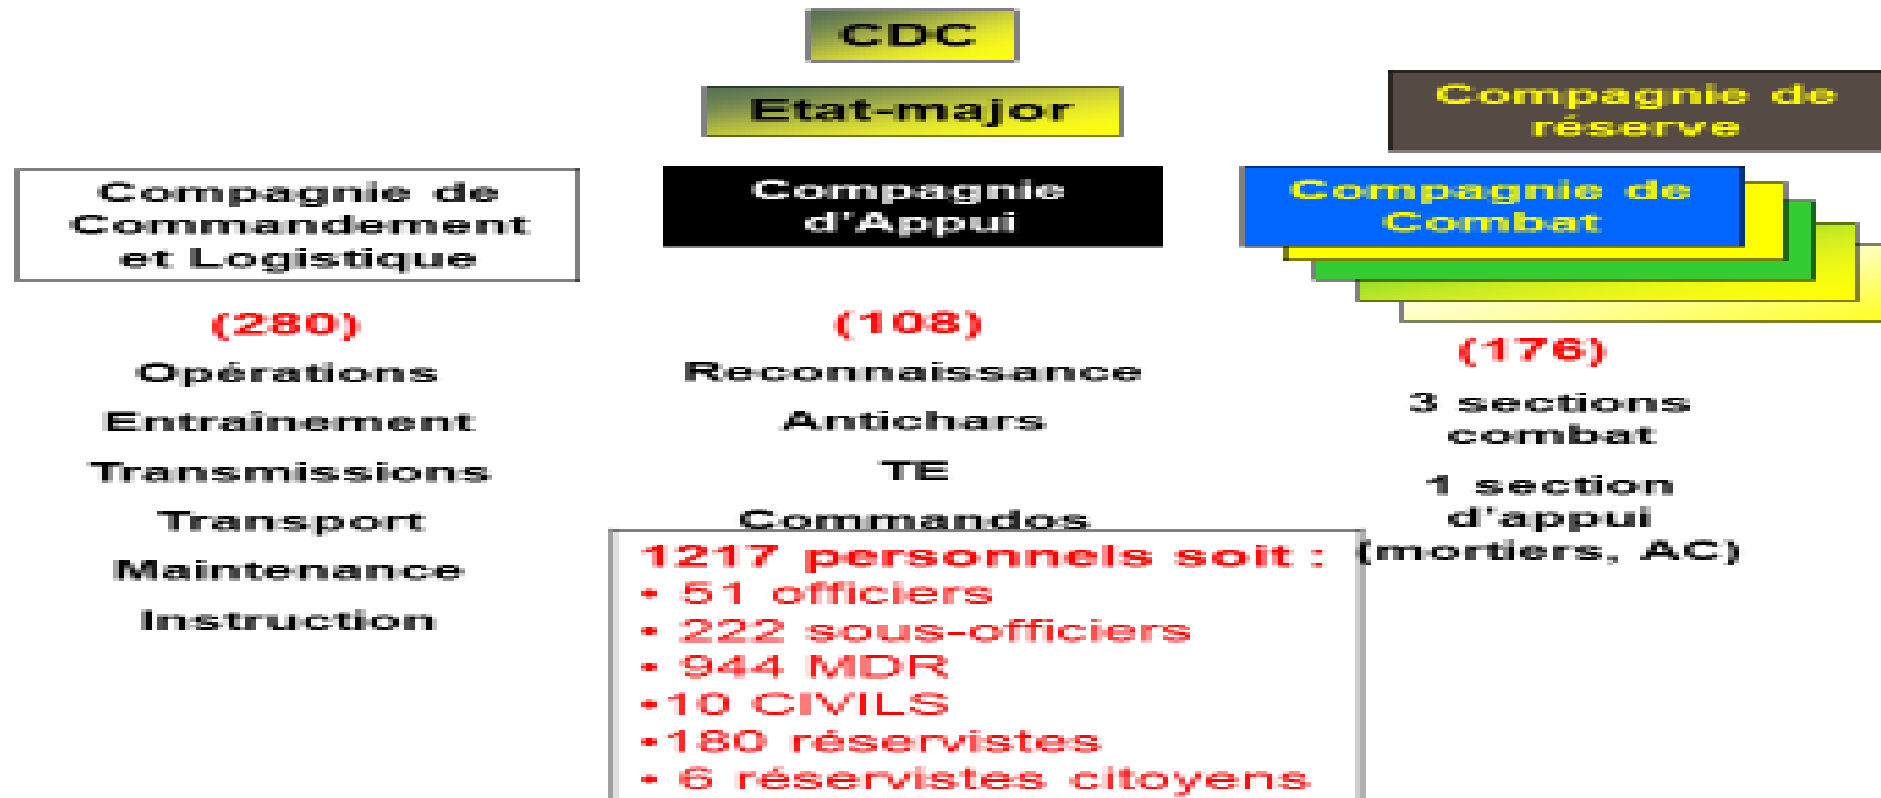 CDC
Etat-major
Compagnie de
réserve
Compagnie de
Commandement
et Logistique
(280)
Opérations
Entraînement
Transmissions
Transport
Maintenance
Instruction
Compagnie
d'Appui
(108)
Reconnaissance
Antichars
TE
Commandos
Compagnie de
Combat
(176)
3 sections
combat
1 section
d'appui
(mortiers, AC)
1217 personnels soit :
• 51 officiers
• 222 sous-officiers
• 944 MDR
•10 CIVILS
•180 réservistes
• 6 réservistes citoyens